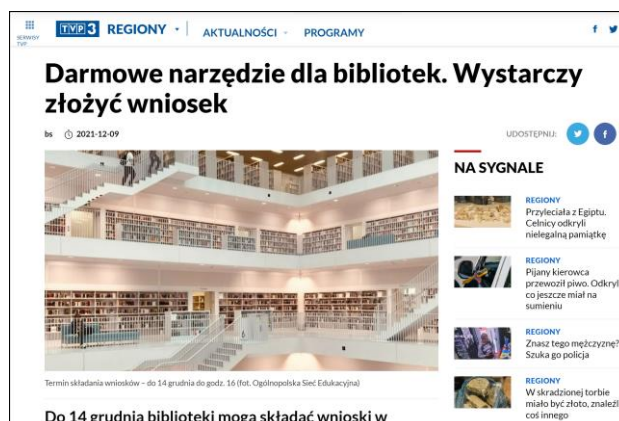 SERWISY
TVP
TVP3 REGIONY
AKTUALNOŚCI
PROGRAMY
Darmowe narzędzie dla bibliotek. Wystarczy
złożyć wniosek
bs 2021-12-09
UDOSTĘPNIJ:
Termin składania wniosków – do 14 grudnia do godz. 16 (fot. Ogólnopolska Sieć Edukacyjna)
Do 14 grudnia biblioteki mogą składać wnioski w
NA SYGNALE
REGIONY
Przyleciała z Egiptu.
Celnicy odkryli
nielegalną pamiątkę
REGIONY
Pijany kierowca
przewoził piwo. Odkryl
co jeszcze miał na
sumieniu
REGIONY
Znasz tego mężczyznę?
Szuka go policja
REGIONY
W skradzionej torbie
miało być złoto, znaleźl
coś innego